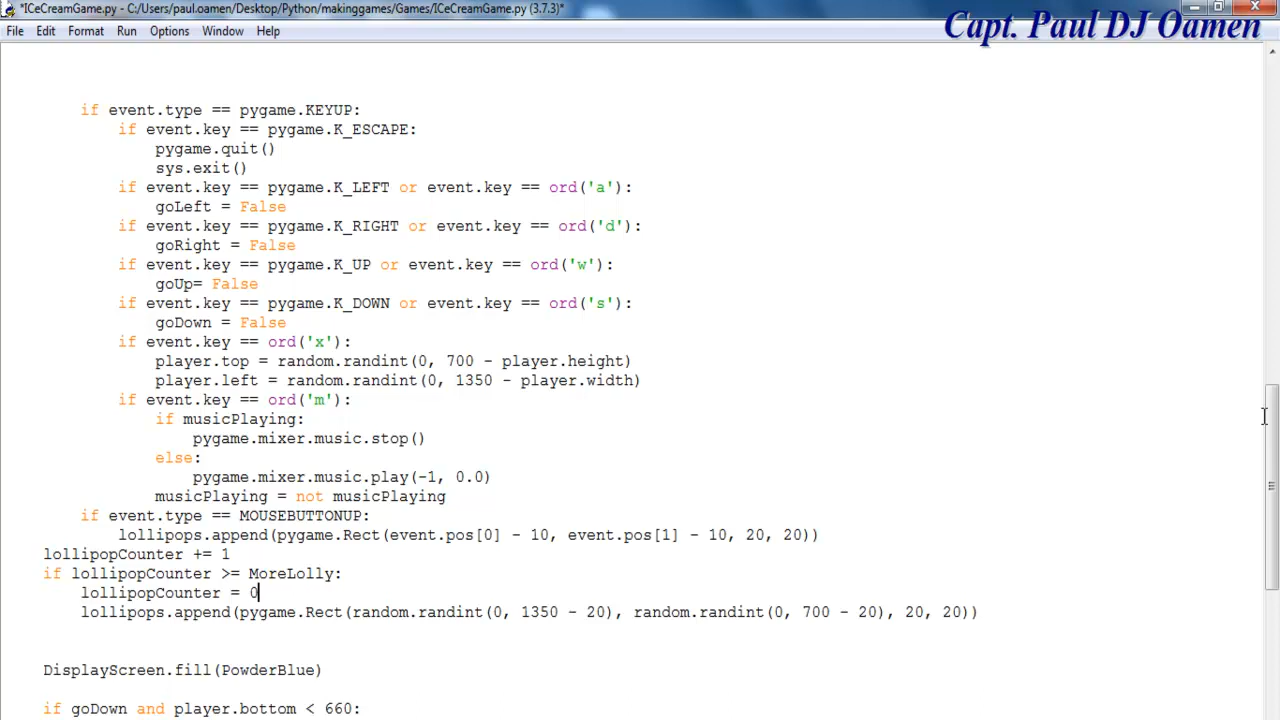 *ICeCreamGame.py - C:/Users/paul.oamen/Desktop/Python/makinggames/Games/ICeCreamGame.py (3.7.3)*
Capt. Paul DJ Oamen
File Edit Format Run Options Window Help
if event.type == pygame.KEYUP:
if event.key == pygame.K_ESCAPE:
pygame.quit()
sys.exit()
if event.key == pygame.K_LEFT or event.key == ord('a'):
goLeft = False
if event.key == pygame.K_RIGHT or event.key == ord('d'):
goRight = False
if event.key == pygame.K_UP or event.key == ord('w'):
goUp= False
if event.key == pygame.K_DOWN or event.key == ord('s'):
goDown = False
if event.key == ord('x'):
player.top = random.randint(0, 700 - player.height)
player.left = random.randint(0, 1350 - player.width)
if event.key == ord('m'):
if musicPlaying:
pygame.mixer.music.stop()
else:
pygame.mixer.music.play(-1, 0.0)
musicPlaying = not musicPlaying
if event.type == MOUSEBUTTONUP:
lollipops.append(pygame.Rect(event.pos[0] - 10, event.pos[1] - 10, 20, 20))
lollipopCounter += 1
if lollipopCounter >= MoreLolly:
lollipopCounter = 0
lollipops.append(pygame.Rect(random.randint(0, 1350 - 20), random.randint(0, 700 - 20), 20, 20))
DisplayScreen.fill(PowderBlue)
if goDown and player.bottom < 660: